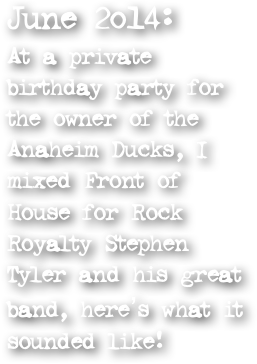 June 2014:
At a private
birthday party for
the owner of the
Anaheim Ducks, I
mixed Front of
House for Rock
Royalty Stephen
Tyler and his great
band, here's what it
sounded like!